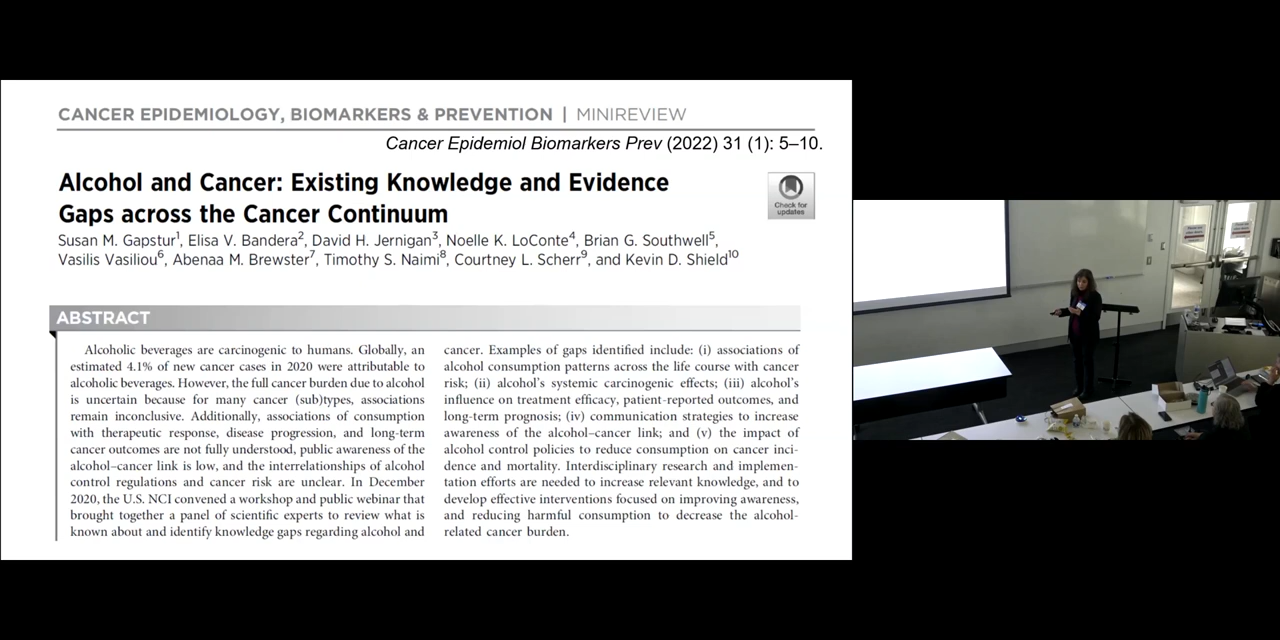 CANCER EPIDEMIOLOGY, BIOMARKERS & PREVENTION | MINIREVIEW
Cancer Epidemiol Biomarkers Prev (2022) 31 (1): 5–10.
Alcohol and Cancer: Existing Knowledge and Evidence
Gaps across the Cancer Continuum
Check for
updates
Susan M. Gapstur1, Elisa V. Bandera2, David H. Jernigan3, Noelle K. LoConte4, Brian G. Southwell5,
Vasilis Vasiliou6, Abenaa M. Brewster7, Timothy S. Naimi8, Courtney L. Scherr9, and Kevin D. Shield10
ABSTRACT
Alcoholic beverages are carcinogenic to humans. Globally, an
estimated 4.1% of new cancer cases in 2020 were attributable to
alcoholic beverages. However, the full cancer burden due to alcohol
is uncertain because for many cancer (sub)types, associations
remain inconclusive. Additionally, associations of consumption
with therapeutic response, disease progression, and long-term
cancer outcomes are not fully understood, public awareness of the
alcohol–cancer link is low, and the interrelationships of alcohol
control regulations and cancer risk are unclear. In December
2020, the U.S. NCI convened a workshop and public webinar that
brought together a panel of scientific experts to review what is
known about and identify knowledge gaps regarding alcohol and
cancer. Examples of gaps identified include: (i) associations of
alcohol consumption patterns across the life course with cancer
risk; (ii) alcohol's systemic carcinogenic effects; (iii) alcohol's
influence on treatment efficacy, patient-reported outcomes, and
long-term prognosis; (iv) communication strategies to increase
awareness of the alcohol–cancer link; and (v) the impact of
alcohol control policies to reduce consumption on cancer inci-
dence and mortality. Interdisciplinary research and implemen-
tation efforts are needed to increase relevant knowledge, and to
develop effective interventions focused on improving awareness,
and reducing harmful consumption to decrease the alcohol-
related cancer burden.